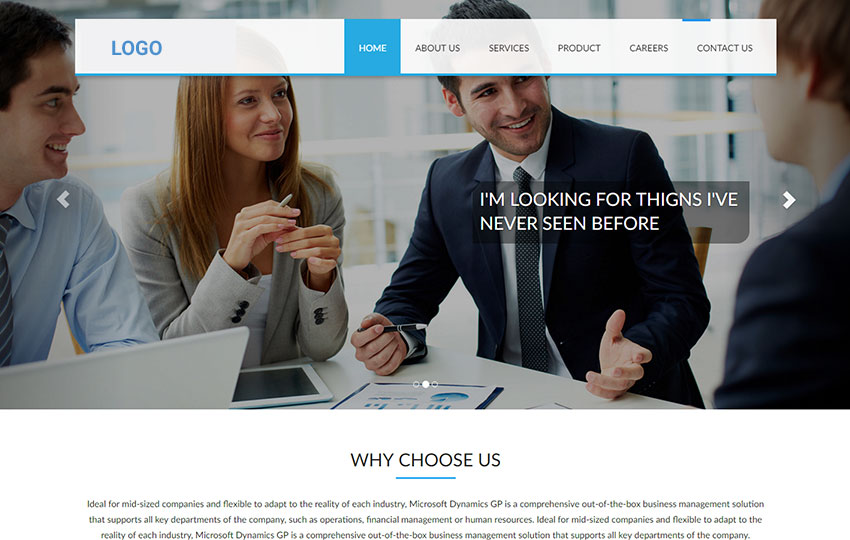 LOGO
HOME ABOUT US SERVICES PRODUCT CAREERS CONTACT US
I'M LOOKING FOR THIGNS I'VE
NEVER SEEN BEFORE
WHY CHOOSE US
Ideal for mid-sized companies and flexible to adapt to the reality of each industry, Microsoft Dynamics GP is a comprehensive out-of-the-box business management solution
that supports all key departments of the company, such as operations, financial management or human resources. Ideal for mid-sized companies and flexible to adapt to the
reality of each industry, Microsoft Dynamics GP is a comprehensive out-of-the-box business management solution that supports all key departments of the company.